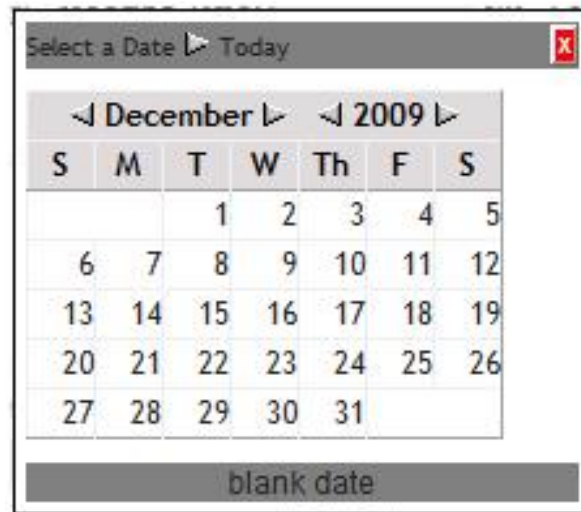 Select a Date Today X
December 2009
S M T W Th F S
1 2 3 4 5
6 7 8 9 10 11 12
13 14 15 16 17 18 19
20 21 22 23 24 25 26
27 28 29 30 31
blank date